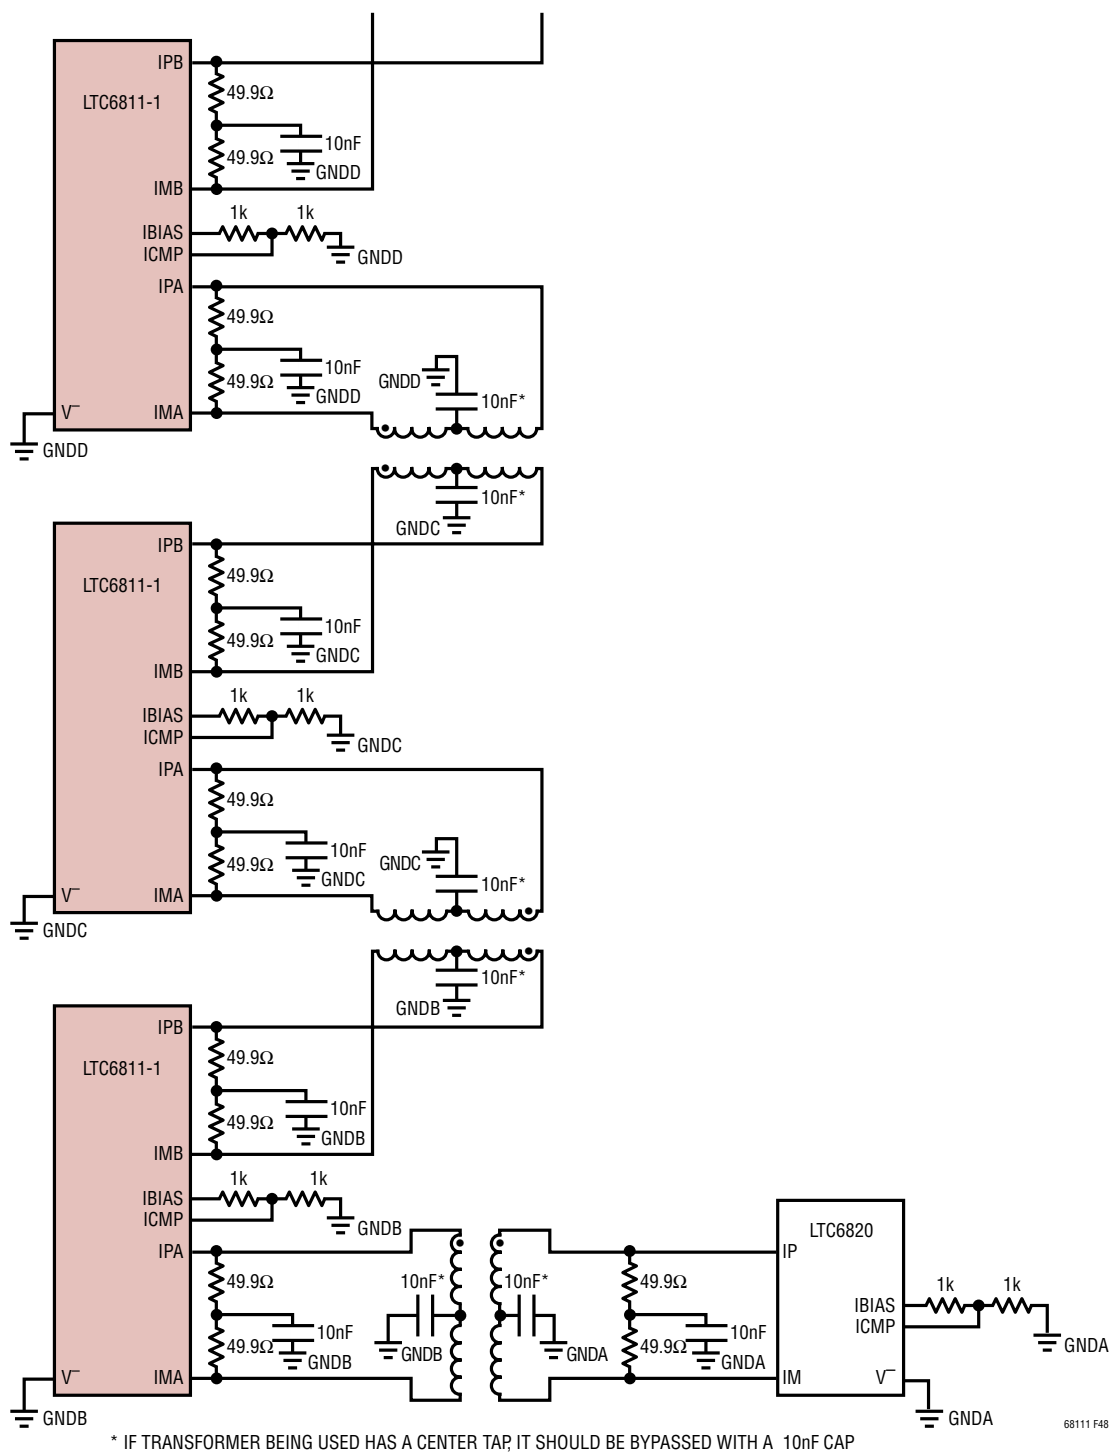 IPB
LTC6811-1
49.9Ω
10nF
49.9Ω
GNDD
IMB
1k
1k
IBIAS
ICMP
GNDD
IPA
49.9Ω
10nF
49.9Ω
GNDD
GNDD
10nF*
V–
IMA
GNDD
10nF*
GNDC
IPB
LTC6811-1
49.9Ω
10nF
49.9Ω
GNDC
IMB
1k
1k
IBIAS
ICMP
GNDC
IPA
49.9Ω
10nF
49.9Ω
GNDC
GNDC
10nF*
V–
IMA
GNDC
10nF*
GNDB
IPB
LTC6811-1
49.9Ω
10nF
49.9Ω
GNDB
IMB
1k
1k
IBIAS
ICMP
GNDB
IPA
49.9Ω
10nF
49.9Ω
GNDB
V–
IMA
GNDB
10nF*
GNDB
10nF*
GNDA
49.9Ω
10nF
49.9Ω
GNDA
LTC6820
IP
IBIAS
ICMP
IM
V–
1k
1k
GNDA
GNDA
68111 F48
* IF TRANSFORMER BEING USED HAS A CENTER TAP, IT SHOULD BE BYPASSED WITH A 10nF CAP